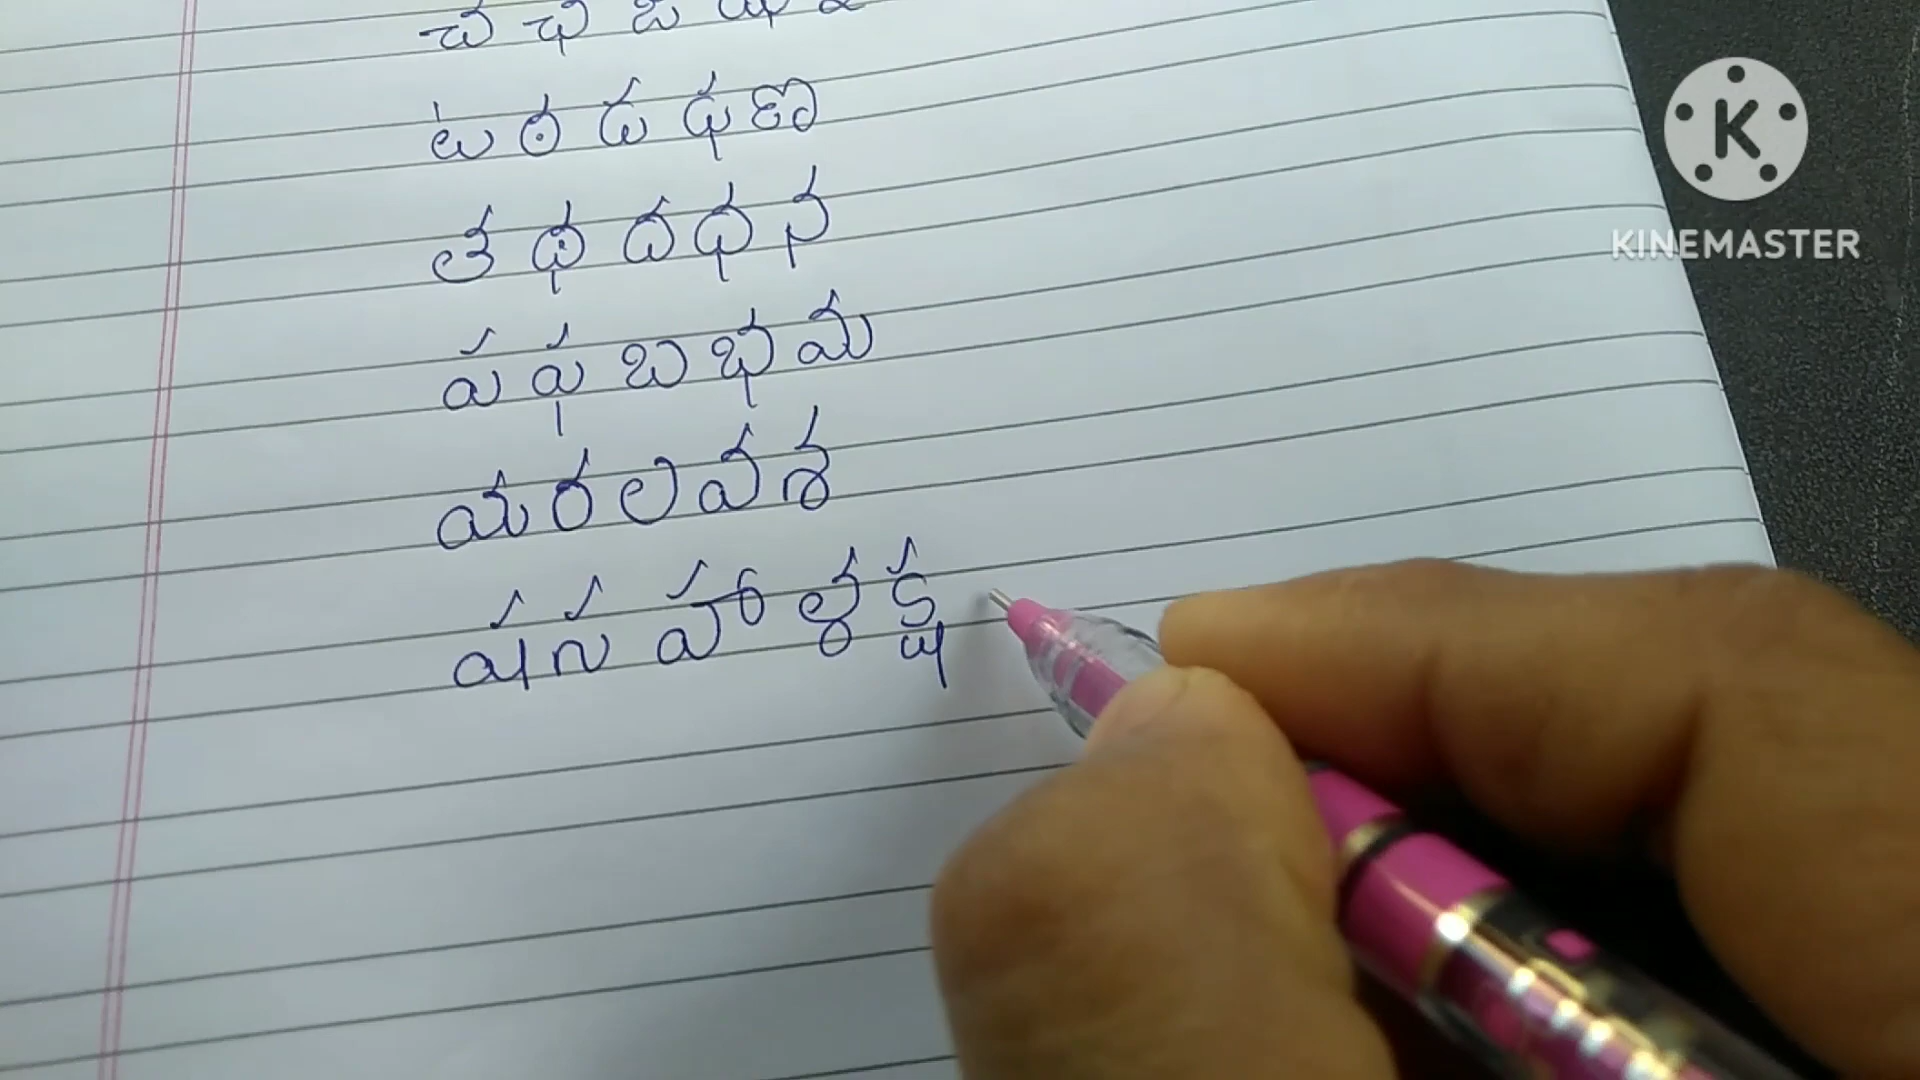 చ ఛ జ ఝ
ట ఠ డ ఢ ణ
త థ ద ధ న
ప ఫ బ భ మ
య ర ల వ శ
ష స హ ళ క్ష
K
KINEMASTER